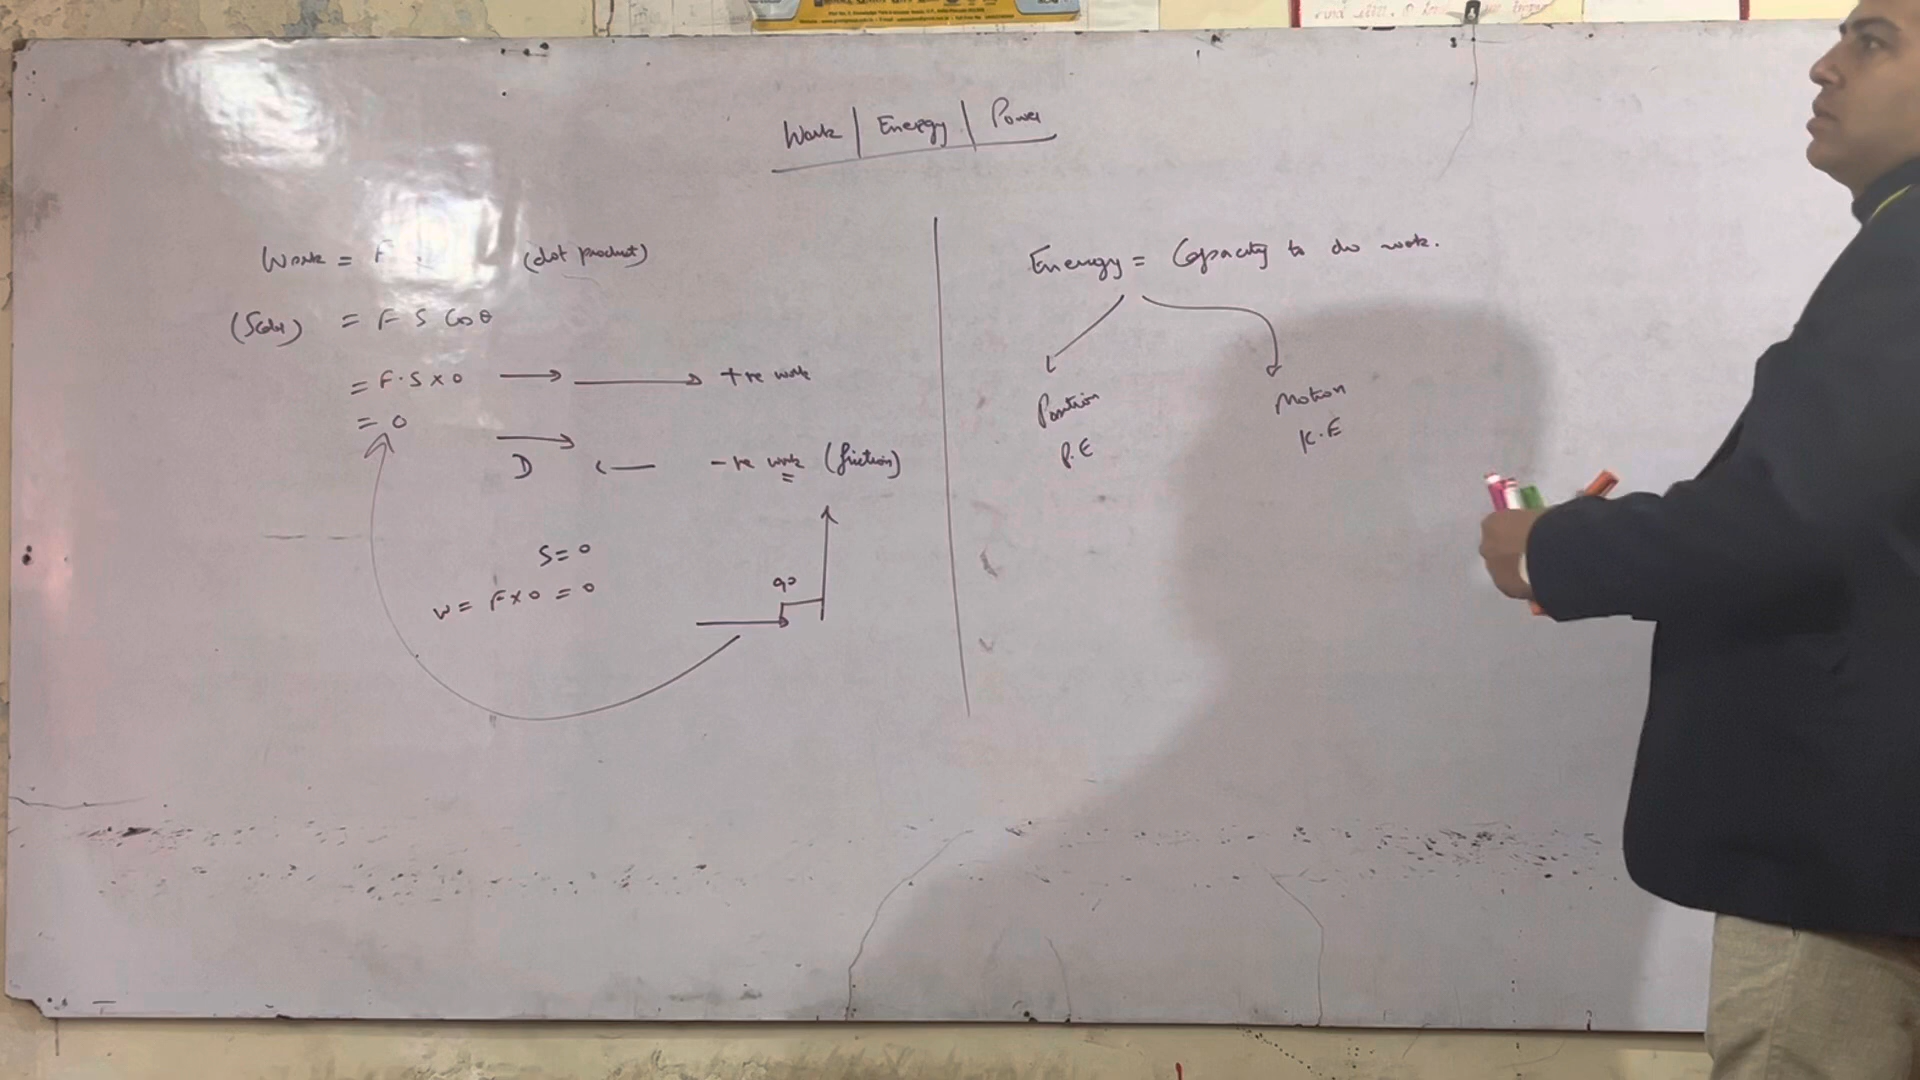 Work | Energy | Power
Work = F . (dot product)
= F S Cos θ
= F.S x 0 +ve work
= 0
D -ve work (friction)
S = 0
W = F x 0 = 0
90
Energy = Capacity to do work.
Position
P.E
Motion
K.E